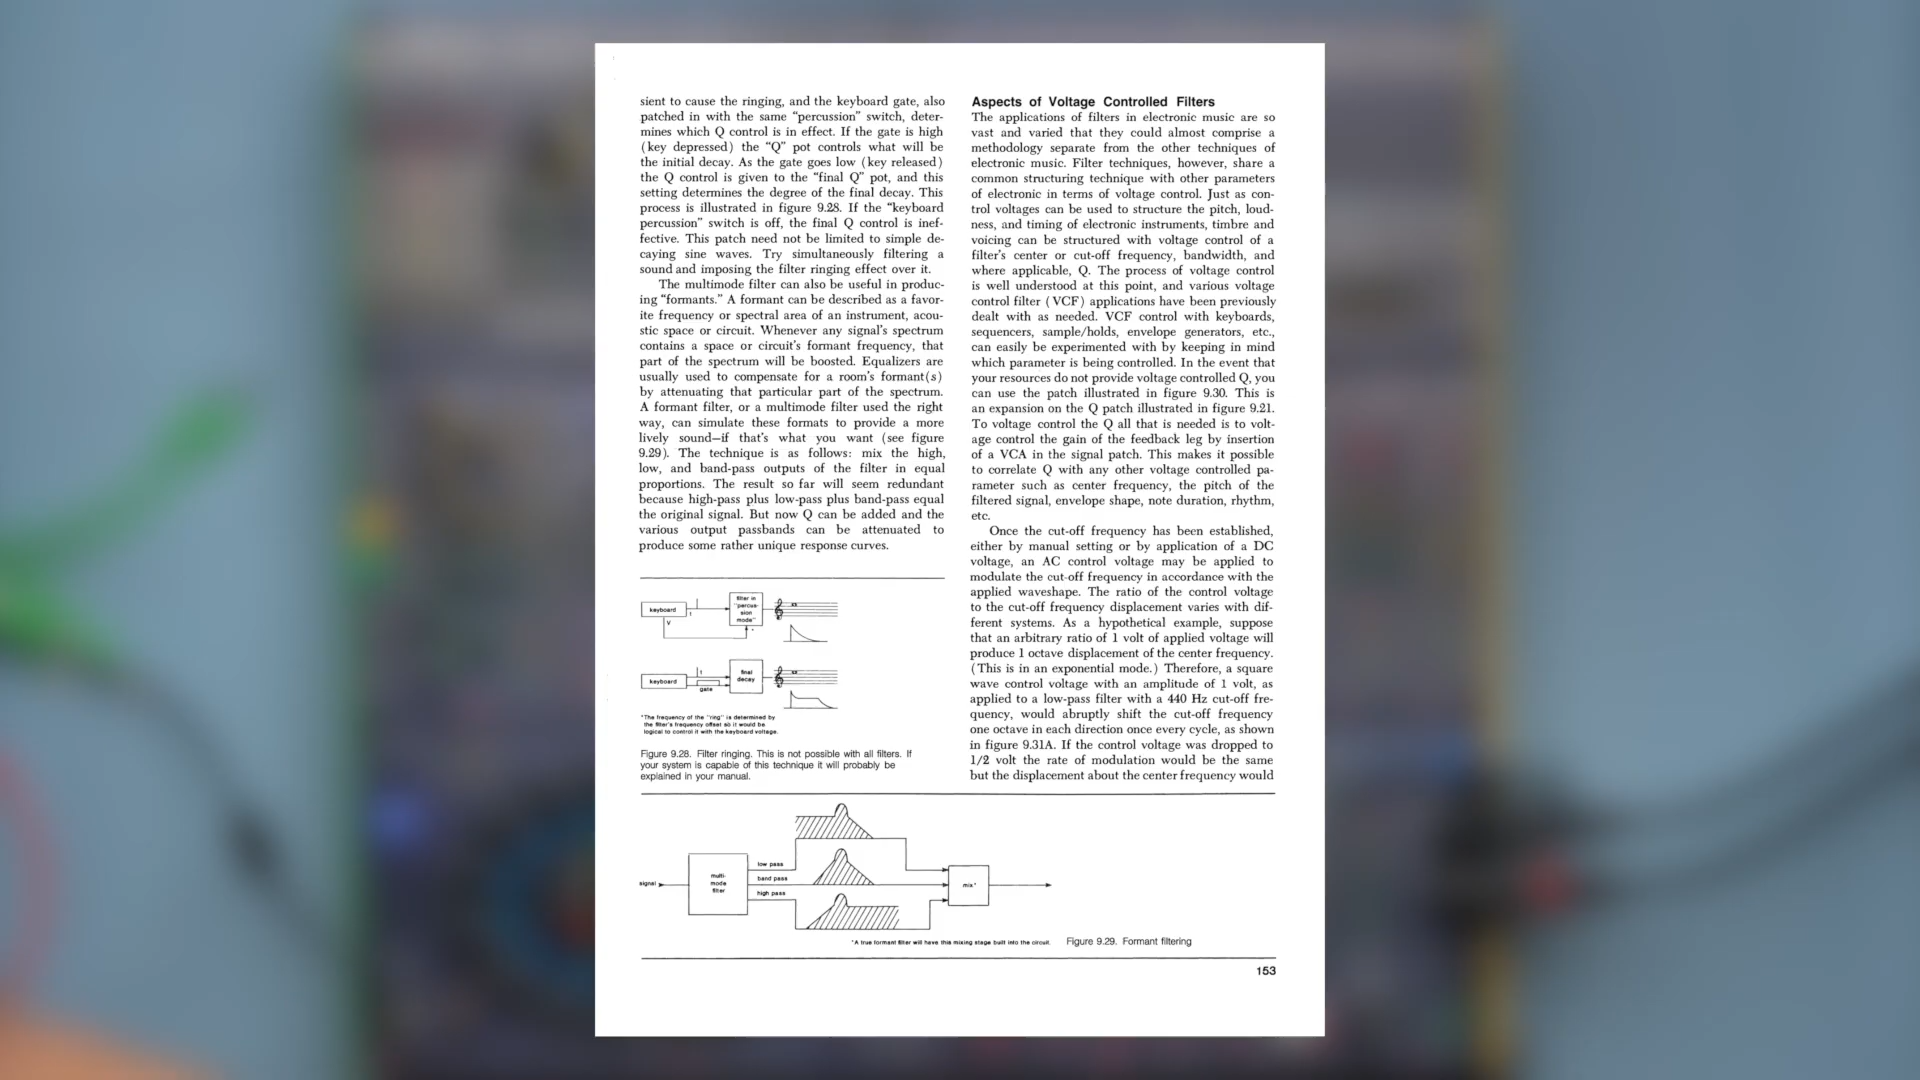 sient to cause the ringing, and the keyboard gate, also
patched in with the same “percussion” switch, deter-
mines which Q control is in effect. If the gate is high
(key depressed) the “Q” pot controls what will be
the initial decay. As the gate goes low (key released)
the Q control is given to the “final Q” pot, and this
setting determines the degree of the final decay. This
process is illustrated in figure 9.28. If the “keyboard
percussion” switch is off, the final Q control is inef-
fective. This patch need not be limited to simple de-
caying sine waves. Try simultaneously filtering a
sound and imposing the filter ringing effect over it.
The multimode filter can also be useful in produc-
ing “formants.” A formant can be described as a favor-
ite frequency or spectral area of an instrument, acou-
stic space or circuit. Whenever any signal’s spectrum
contains a space or circuit’s formant frequency, that
part of the spectrum will be boosted. Equalizers are
usually used to compensate for a room’s formant(s)
by attenuating that particular part of the spectrum.
A formant filter, or a multimode filter used the right
way, can simulate these formats to provide a more
lively sound—if that’s what you want (see figure
9.29). The technique is as follows: mix the high,
low, and band-pass outputs of the filter in equal
proportions. The result so far will seem redundant
because high-pass plus low-pass plus band-pass equal
the original signal. But now Q can be added and the
various output passbands can be attenuated to
produce some rather unique response curves.
keyboard
t
V
filter in
“percus-
sion
mode”
*
keyboard
t
gate
final
decay
*The frequency of the “ring” is determined by
the filter’s frequency offset so it would be
logical to control it with the keyboard voltage.
Figure 9.28. Filter ringing. This is not possible with all filters. If
your system is capable of this technique it will probably be
explained in your manual.
Aspects of Voltage Controlled Filters
The applications of filters in electronic music are so
vast and varied that they could almost comprise a
methodology separate from the other techniques of
electronic music. Filter techniques, however, share a
common structuring technique with other parameters
of electronic in terms of voltage control. Just as con-
trol voltages can be used to structure the pitch, loud-
ness, and timing of electronic instruments, timbre and
voicing can be structured with voltage control of a
filter’s center or cut-off frequency, bandwidth, and
where applicable, Q. The process of voltage control
is well understood at this point, and various voltage
control filter (VCF) applications have been previously
dealt with as needed. VCF control with keyboards,
sequencers, sample/holds, envelope generators, etc.,
can easily be experimented with by keeping in mind
which parameter is being controlled. In the event that
your resources do not provide voltage controlled Q, you
can use the patch illustrated in figure 9.30. This is
an expansion on the Q patch illustrated in figure 9.21.
To voltage control the Q all that is needed is to volt-
age control the gain of the feedback leg by insertion
of a VCA in the signal patch. This makes it possible
to correlate Q with any other voltage controlled pa-
rameter such as center frequency, the pitch of the
filtered signal, envelope shape, note duration, rhythm,
etc.
Once the cut-off frequency has been established,
either by manual setting or by application of a DC
voltage, an AC control voltage may be applied to
modulate the cut-off frequency in accordance with the
applied waveshape. The ratio of the control voltage
to the cut-off frequency displacement varies with dif-
ferent systems. As a hypothetical example, suppose
that an arbitrary ratio of 1 volt of applied voltage will
produce 1 octave displacement of the center frequency.
(This is in an exponential mode.) Therefore, a square
wave control voltage with an amplitude of 1 volt, as
applied to a low-pass filter with a 440 Hz cut-off fre-
quency, would abruptly shift the cut-off frequency
one octave in each direction once every cycle, as shown
in figure 9.31A. If the control voltage was dropped to
1/2 volt the rate of modulation would be the same
but the displacement about the center frequency would
signal
multi-
mode
filter
low pass
band pass
high pass
mix*
*A true formant filter will have this mixing stage built into the circuit.
Figure 9.29. Formant filtering
153